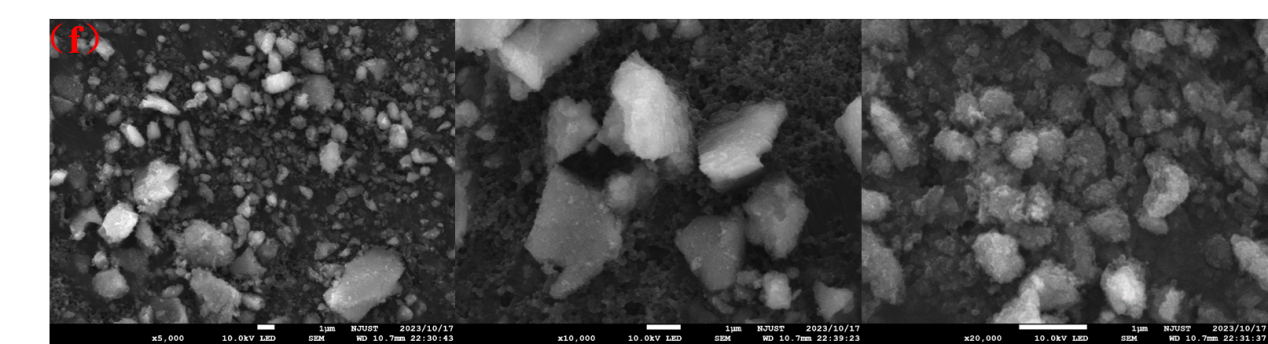 (f)
1μm NJUST 2023/10/17
x5,000 10.0kV LED SEM WD 10.7mm 22:30:43
1μm NJUST 2023/10/17
x10,000 10.0kV LED SEM WD 10.7mm 22:39:23
1μm NJUST 2023/10/17
x20,000 10.0kV LED SEM WD 10.7mm 22:31:37